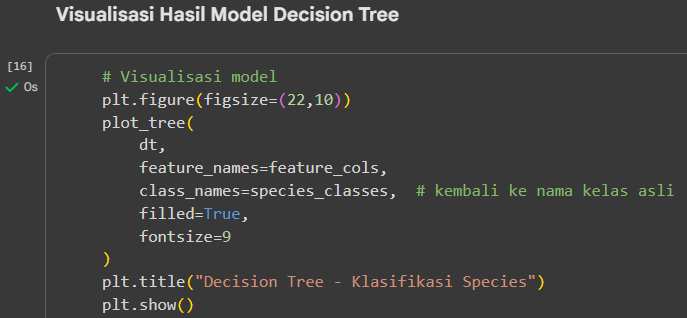 Visualisasi Hasil Model Decision Tree
[16]
0s
# Visualisasi model
plt.figure(figsize=(22,10))
plot_tree(
    dt,
    feature_names=feature_cols,
    class_names=species_classes,  # kembali ke nama kelas asli
    filled=True,
    fontsize=9
)
plt.title("Decision Tree - Klasifikasi Species")
plt.show()